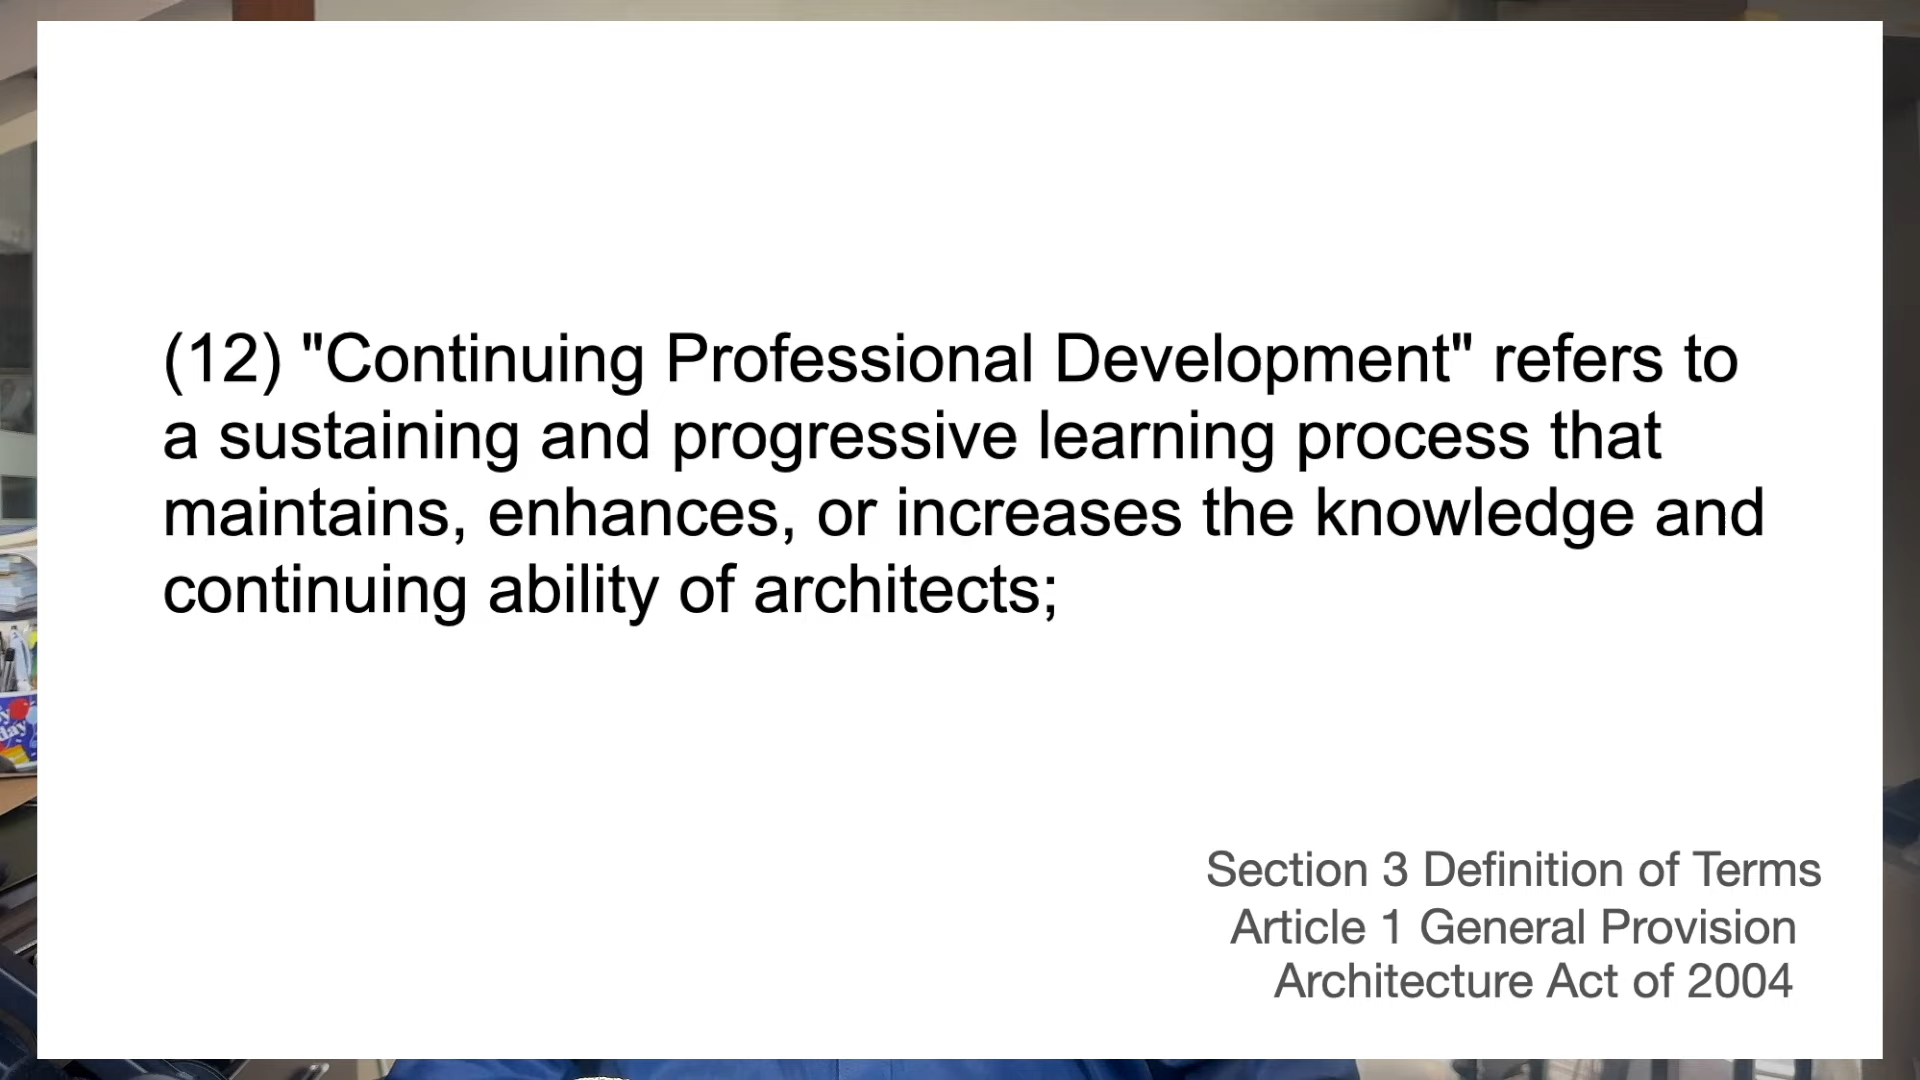 (12) "Continuing Professional Development" refers to
a sustaining and progressive learning process that
maintains, enhances, or increases the knowledge and
continuing ability of architects;
Section 3 Definition of Terms
Article 1 General Provision
Architecture Act of 2004
day